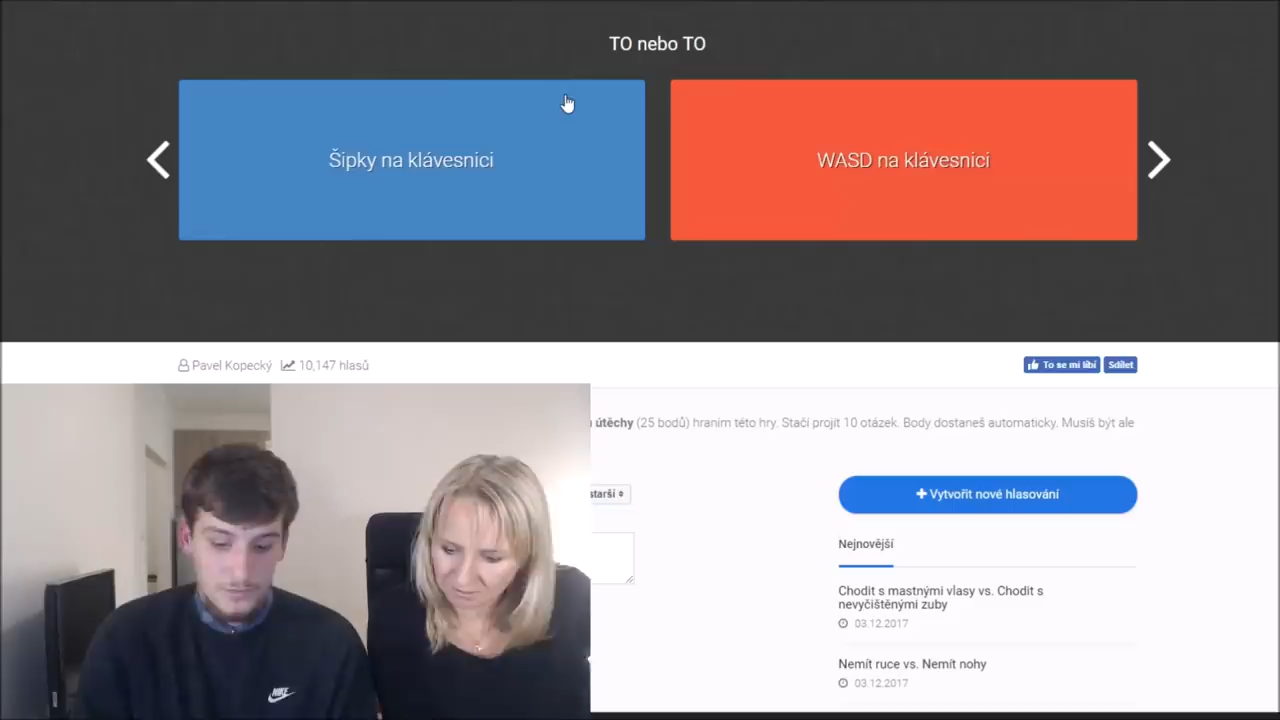 TO nebo TO
Šipky na klávesnici
WASD na klávesnici
Pavel Kopecký 10,147 hlasů
To se mi líbí
Sdílet
útěchy (25 bodů) hraním této hry. Stačí projít 10 otázek. Body dostaneš automaticky. Musíš být ale
starší
Vytvořit nové hlasování
Nejnovější
Chodit s mastnými vlasy vs. Chodit s
nevyčištěnými zuby
03.12.2017
Nemít ruce vs. Nemít nohy
03.12.2017
NIKE